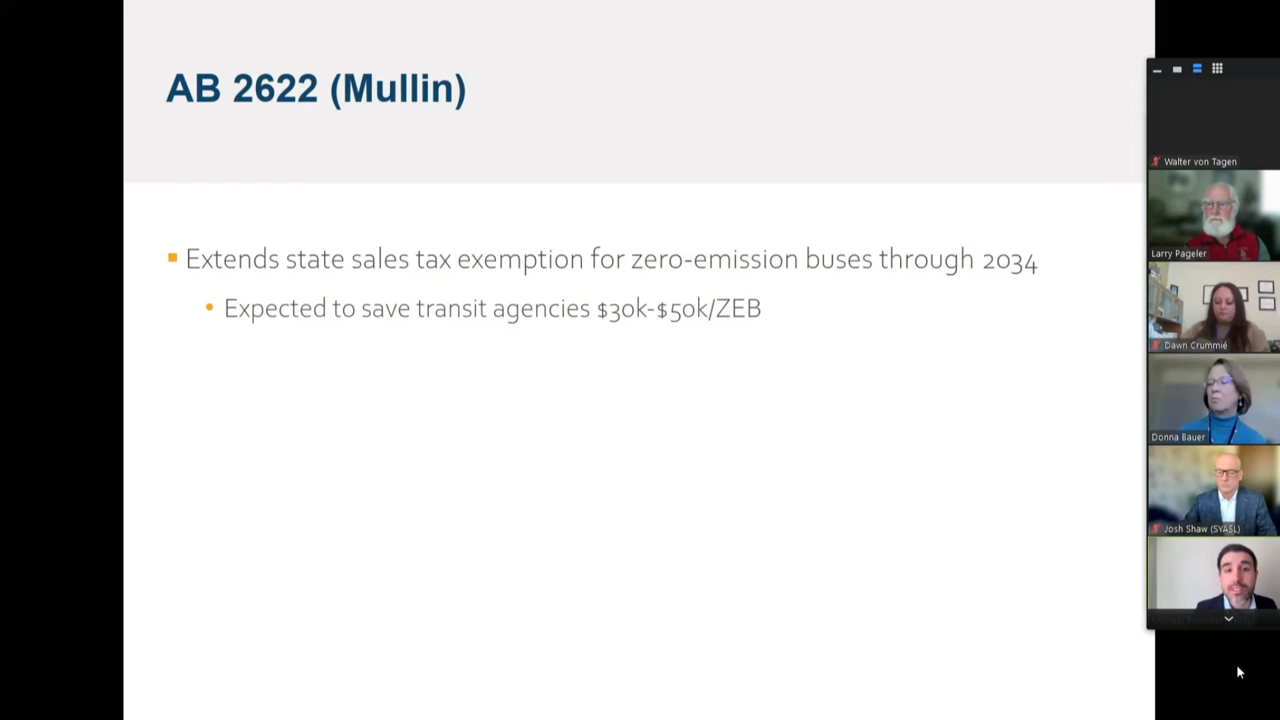 AB 2622 (Mullin)
Extends state sales tax exemption for zero-emission buses through 2034
Expected to save transit agencies $30k-$50k/ZEB
Walter von Tagen
Larry Pageler
Dawn Crummié
Donna Bauer
Josh Shaw (SYASL)